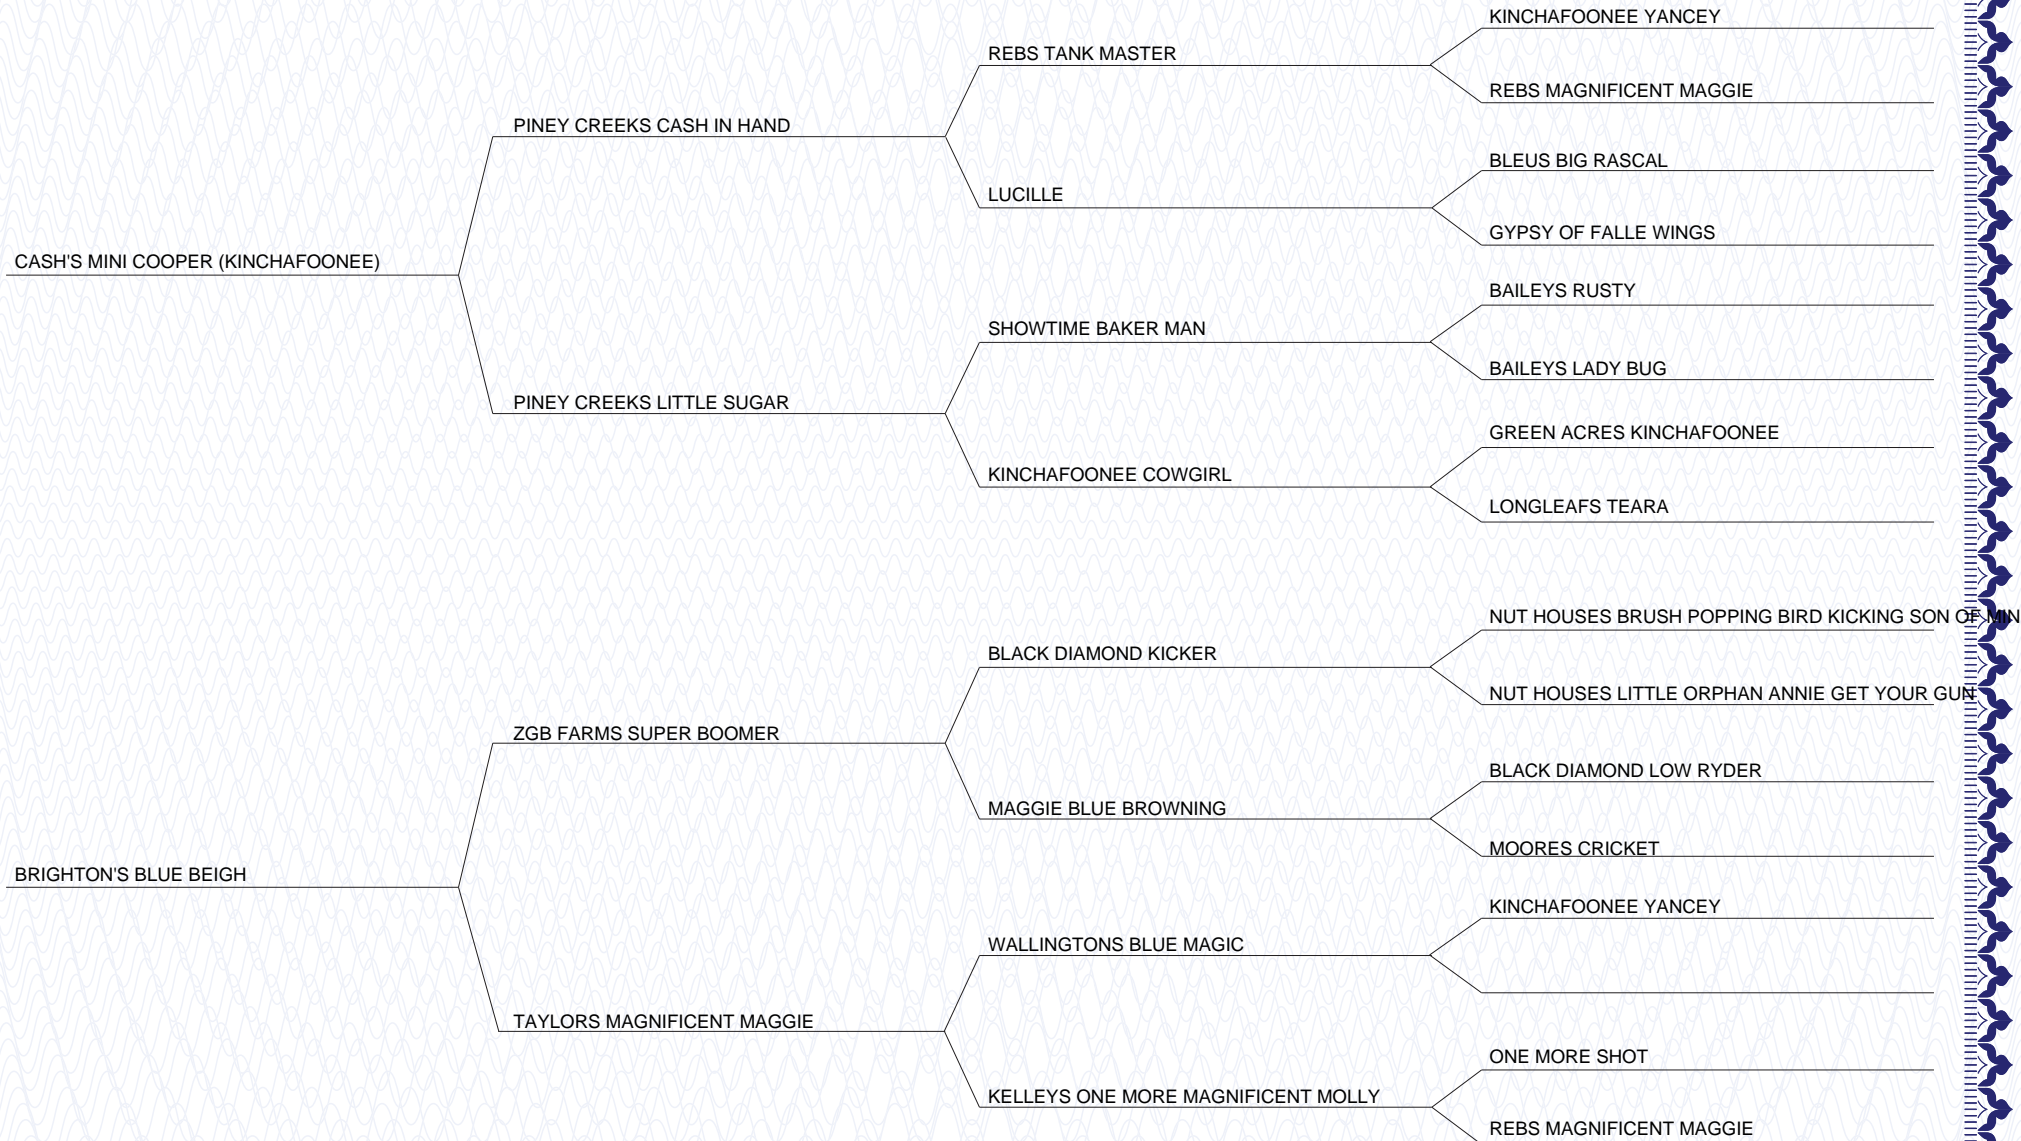 KINCHAFOONEE YANCEY
REBS TANK MASTER
REBS MAGNIFICENT MAGGIE
PINEY CREEKS CASH IN HAND
BLEUS BIG RASCAL
LUCILLE
GYPSY OF FALLE WINGS
CASH'S MINI COOPER (KINCHAFOONEE)
BAILEYS RUSTY
SHOWTIME BAKER MAN
BAILEYS LADY BUG
PINEY CREEKS LITTLE SUGAR
GREEN ACRES KINCHAFOONEE
KINCHAFOONEE COWGIRL
LONGLEAFS TEARA
NUT HOUSES BRUSH POPPING BIRD KICKING SON OF MIN
BLACK DIAMOND KICKER
NUT HOUSES LITTLE ORPHAN ANNIE GET YOUR GUN
ZGB FARMS SUPER BOOMER
BLACK DIAMOND LOW RYDER
MAGGIE BLUE BROWNING
MOORES CRICKET
BRIGHTON'S BLUE BEIGH
KINCHAFOONEE YANCEY
WALLINGTONS BLUE MAGIC
TAYLORS MAGNIFICENT MAGGIE
ONE MORE SHOT
KELLEYS ONE MORE MAGNIFICENT MOLLY
REBS MAGNIFICENT MAGGIE